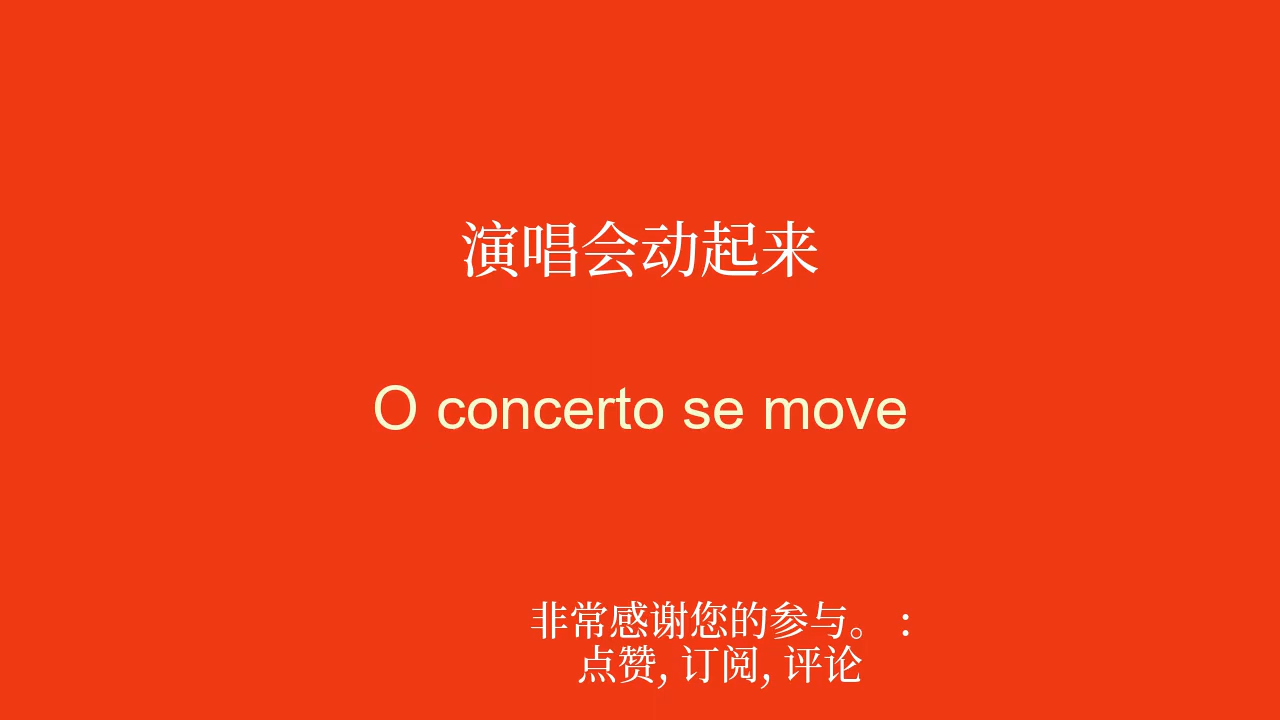 演唱会动起来
O concerto se move
非常感谢您的参与。 :
点赞, 订阅, 评论